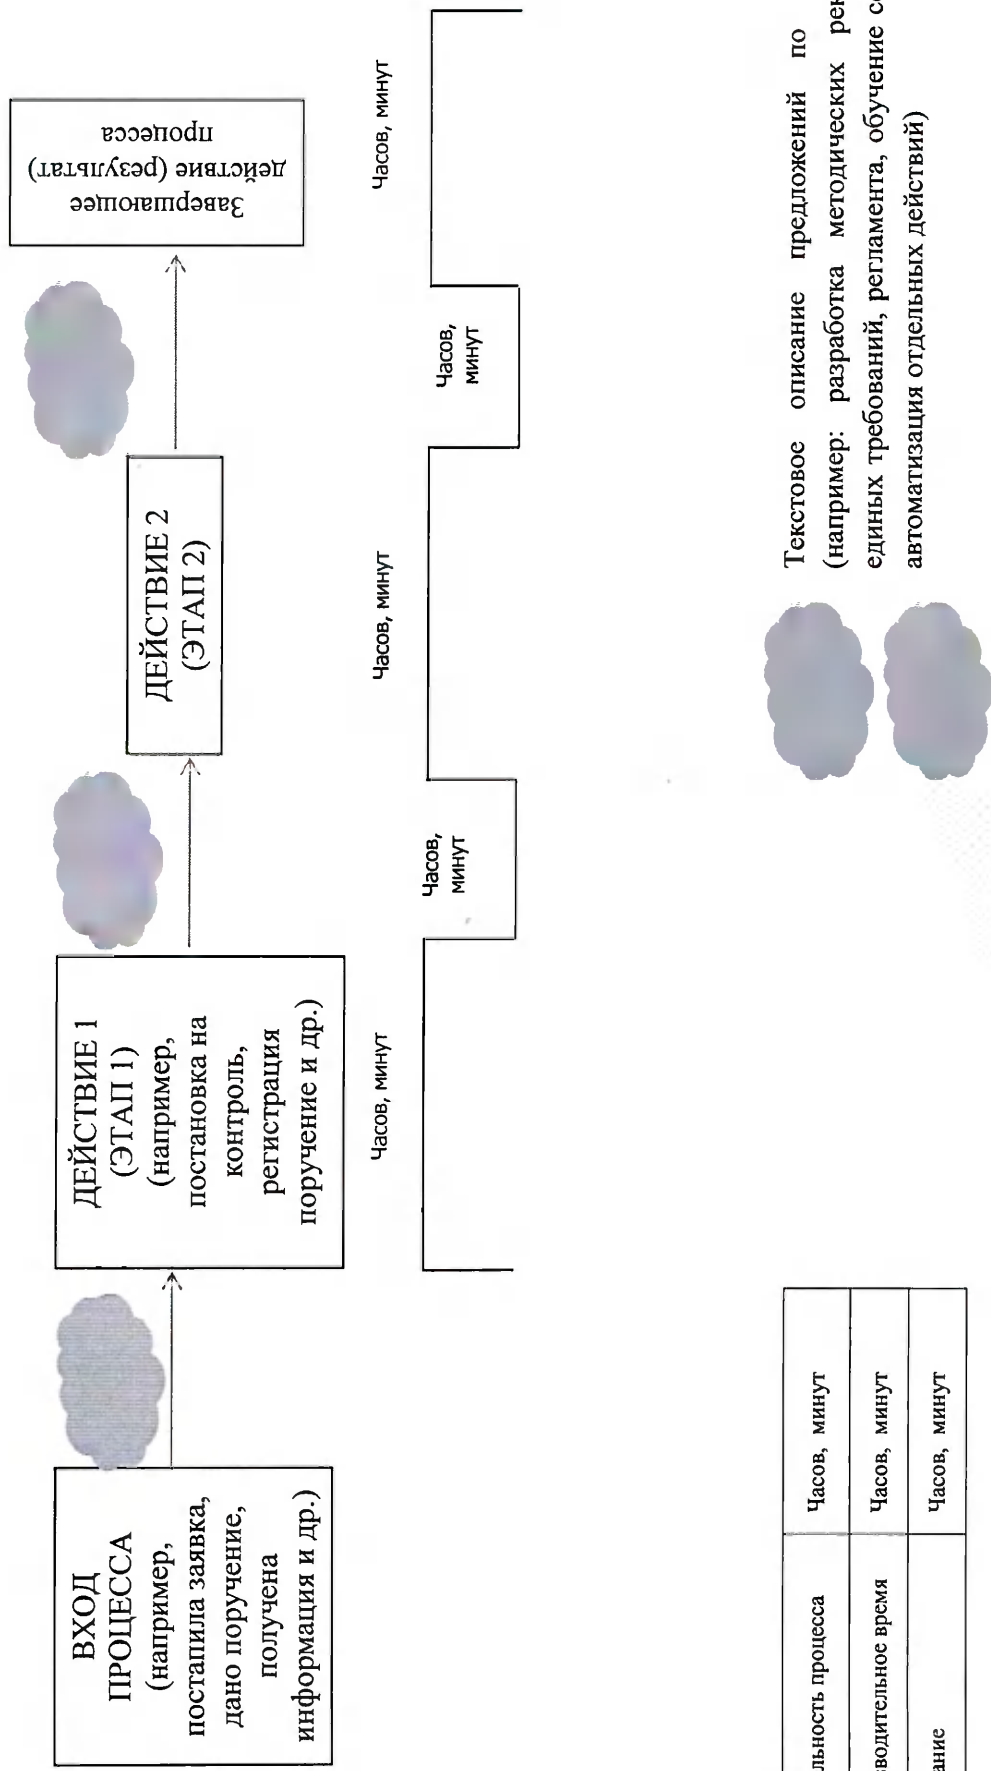 ВХОД
ПРОЦЕССА
(например,
постапила заявка,
дано поручение,
получена
информация и др.)
ДЕЙСТВИЕ 1
(ЭТАП 1)
(например,
постановка на
контроль,
регистрация
поручение и др.)
ДЕЙСТВИЕ 2
(ЭТАП 2)
Завершающее
действие (результат)
процесса
Часов, минут
Часов,
минут
Часов, минут
Часов,
минут
Часов, минут
Часов, минут
Часов, минут
процесса Часов, минут
время
Текстовое описание предложений по
(например: разработка методических
единых требований, регламента, обучение
автоматизация отдельных действий)